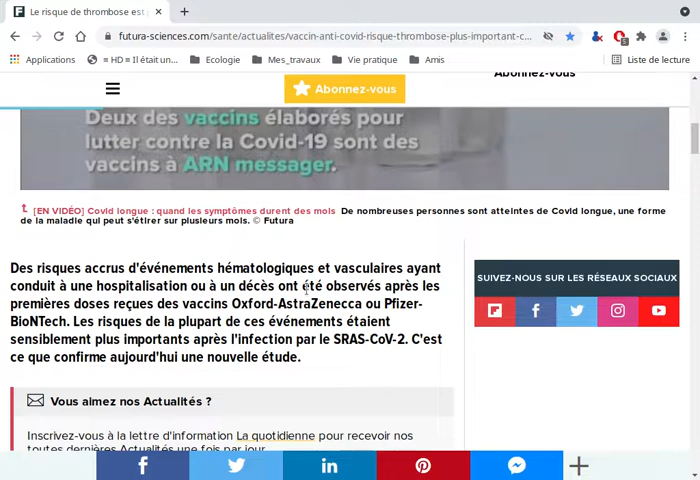 Le risque de thrombose est
futura-sciences.com/sante/actualites/vaccin-anti-covid-risque-thrombose-plus-important-c...
Applications
= HD = Il était un...
Ecologie
Mes_travaux
Vie pratique
Amis
Liste de lecture
Abonnez-vous
Abonnez-vous
Deux des vaccins élaborés pour
lutter contre la Covid-19 sont des
vaccins à ARN messager.
[EN VIDÉO] Covid longue : quand les symptômes durent des mois De nombreuses personnes sont atteintes de Covid longue, une forme
de la maladie qui peut s'étirer sur plusieurs mois. © Futura
Des risques accrus d'événements hématologiques et vasculaires ayant
conduit à une hospitalisation ou à un décès ont été observés après les
premières doses reçues des vaccins Oxford-AstraZenecca ou Pfizer-
BioNTech. Les risques de la plupart de ces événements étaient
sensiblement plus importants après l'infection par le SRAS-CoV-2. C'est
ce que confirme aujourd'hui une nouvelle étude.
SUIVEZ-NOUS SUR LES RÉSEAUX SOCIAUX
Vous aimez nos Actualités ?
Inscrivez-vous à la lettre d'information La quotidienne pour recevoir nos
toutes dernières Actualités une fois par jour.